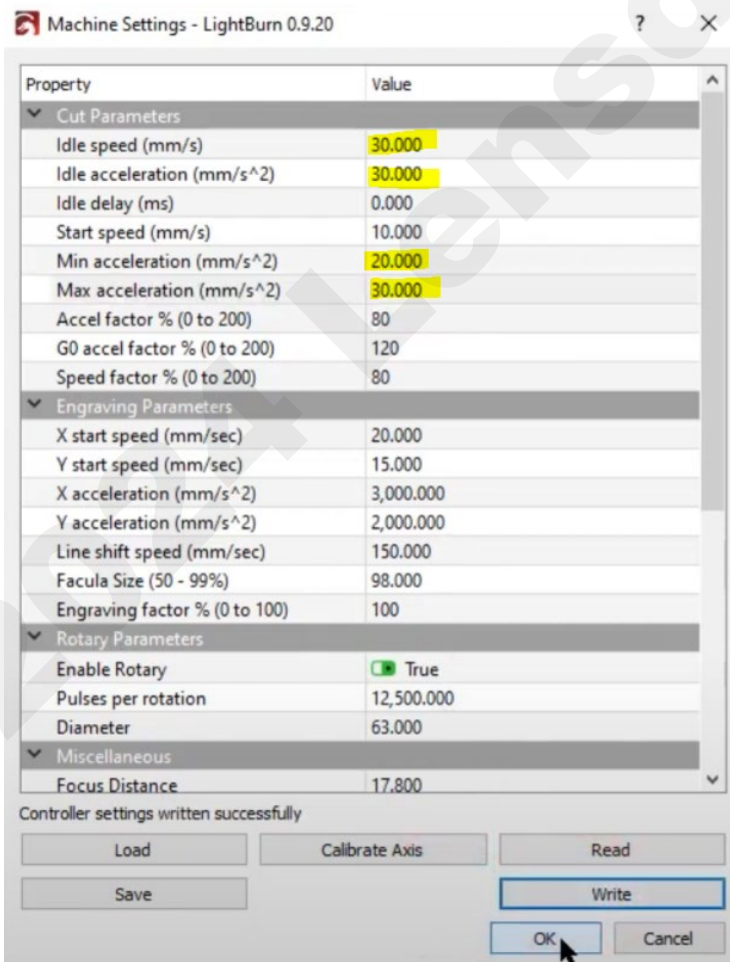 Machine Settings - LightBurn 0.9.20 ? ×
Property Value
Cut Parameters
Idle speed (mm/s) 30.000
Idle acceleration (mm/s^2) 30.000
Idle delay (ms) 0.000
Start speed (mm/s) 10.000
Min acceleration (mm/s^2) 20.000
Max acceleration (mm/s^2) 30.000
Accel factor % (0 to 200) 80
G0 accel factor % (0 to 200) 120
Speed factor % (0 to 200) 80
Engraving Parameters
X start speed (mm/sec) 20.000
Y start speed (mm/sec) 15.000
X acceleration (mm/s^2) 3,000.000
Y acceleration (mm/s^2) 2,000.000
Line shift speed (mm/sec) 150.000
Facula Size (50 - 99%) 98.000
Engraving factor % (0 to 100) 100
Rotary Parameters
Enable Rotary True
Pulses per rotation 12,500.000
Diameter 63.000
Miscellaneous
Focus Distance 17.800
Controller settings written successfully
Load Calibrate Axis Read
Save Write
OK Cancel
2024 Lenso